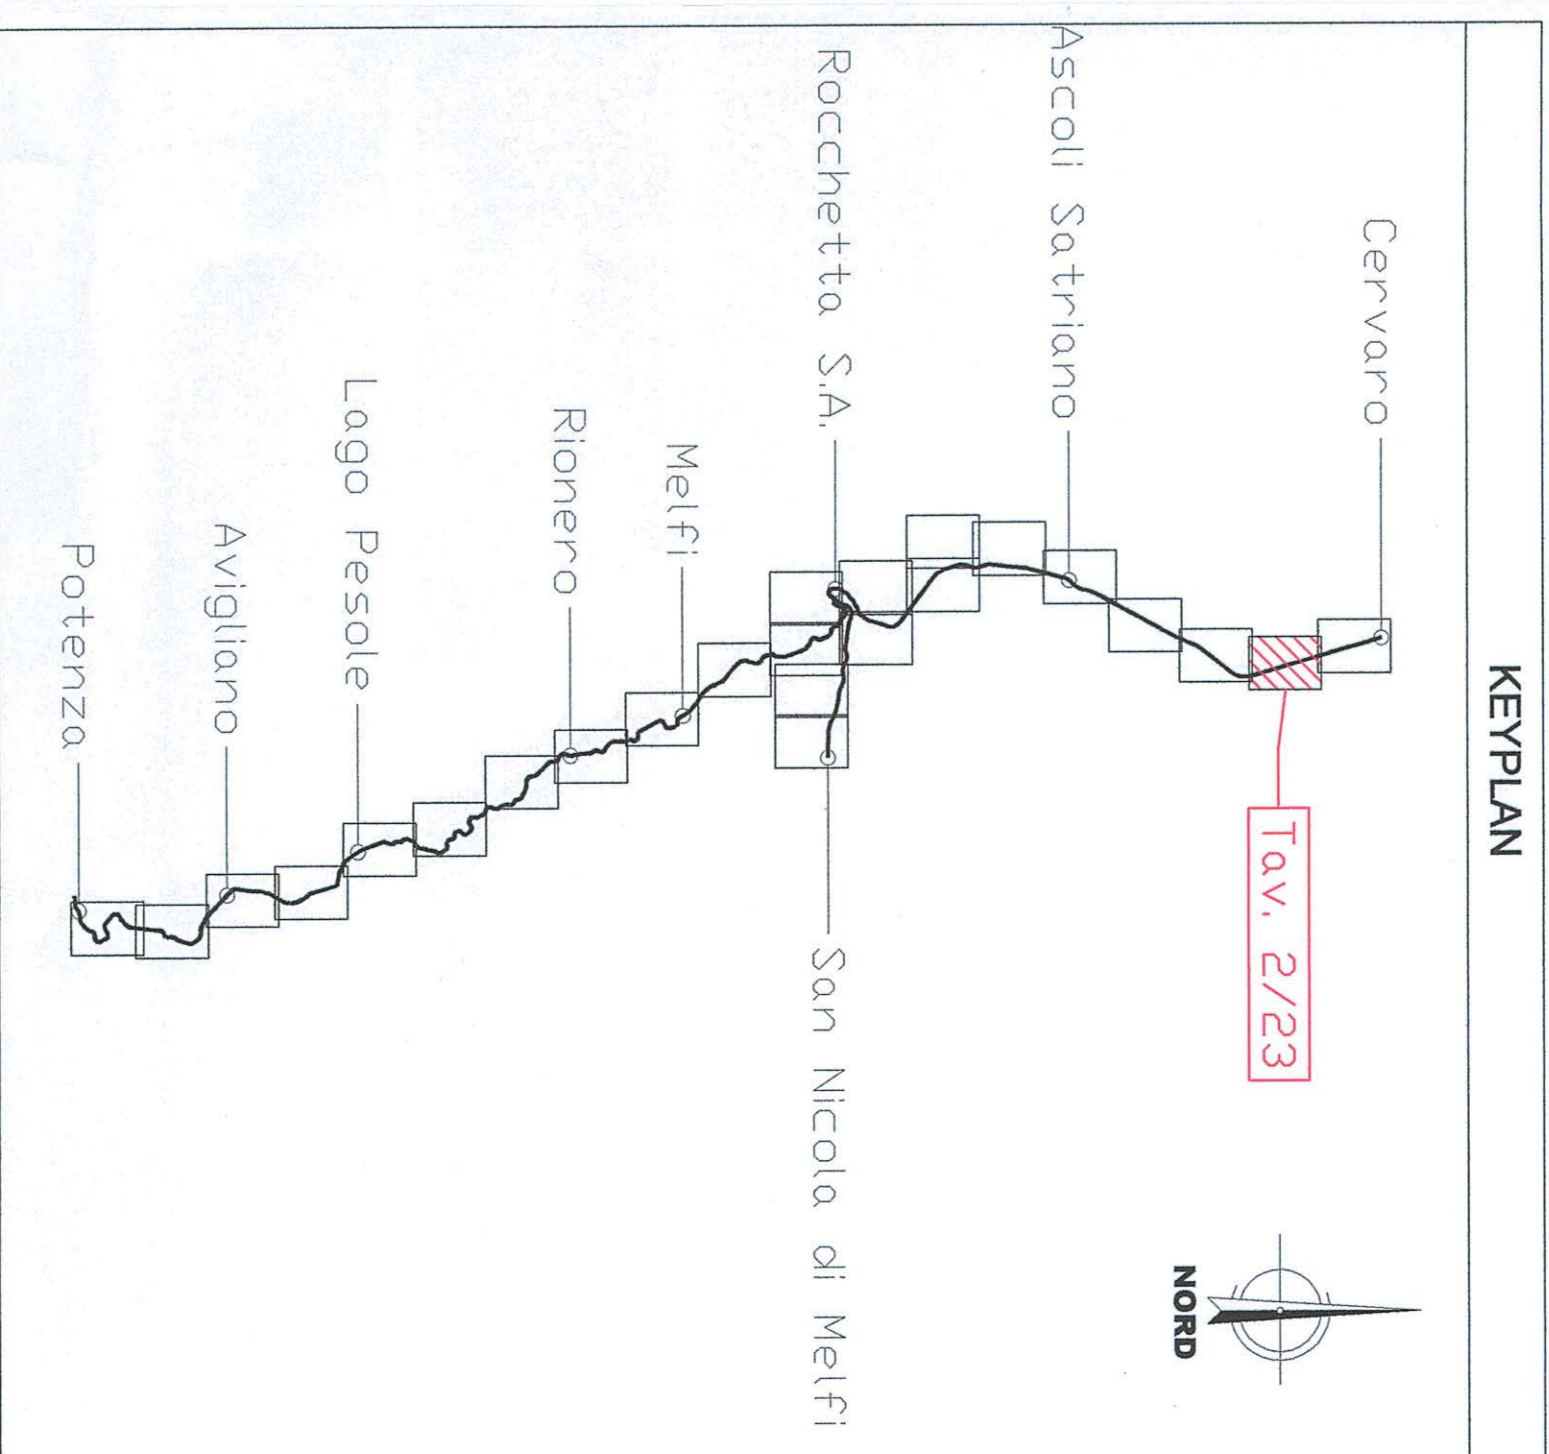 KEYPLAN
Cervaro
Tav. 2/23
NORD
Ascoli Satriano
Rocchetta S.A.
San Nicola di Melfi
Melfi
Rionero
Lago Pesole
Avigliano
Potenza